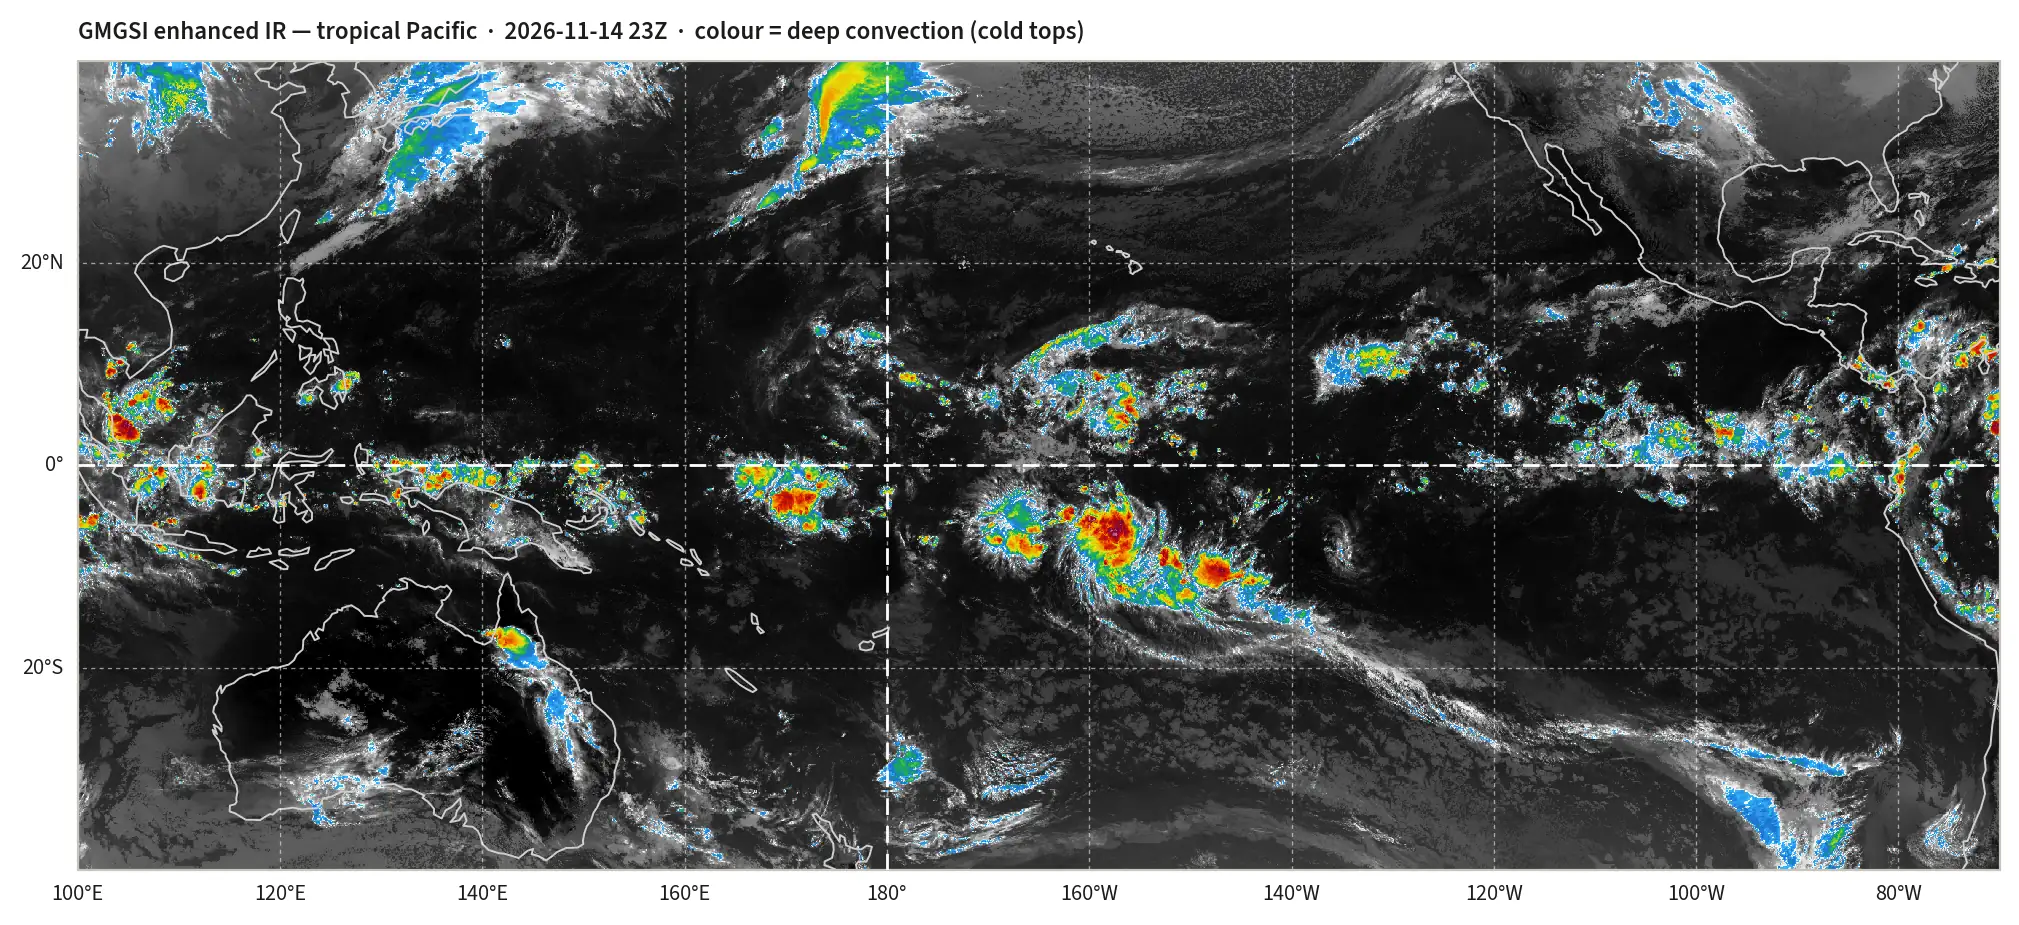 GMGSI enhanced IR — tropical Pacific · 2026-11-14 23Z · colour = deep convection (cold tops)
20°N
0°
20°S
100°E 120°E 140°E 160°E 180° 160°W 140°W 120°W 100°W 80°W